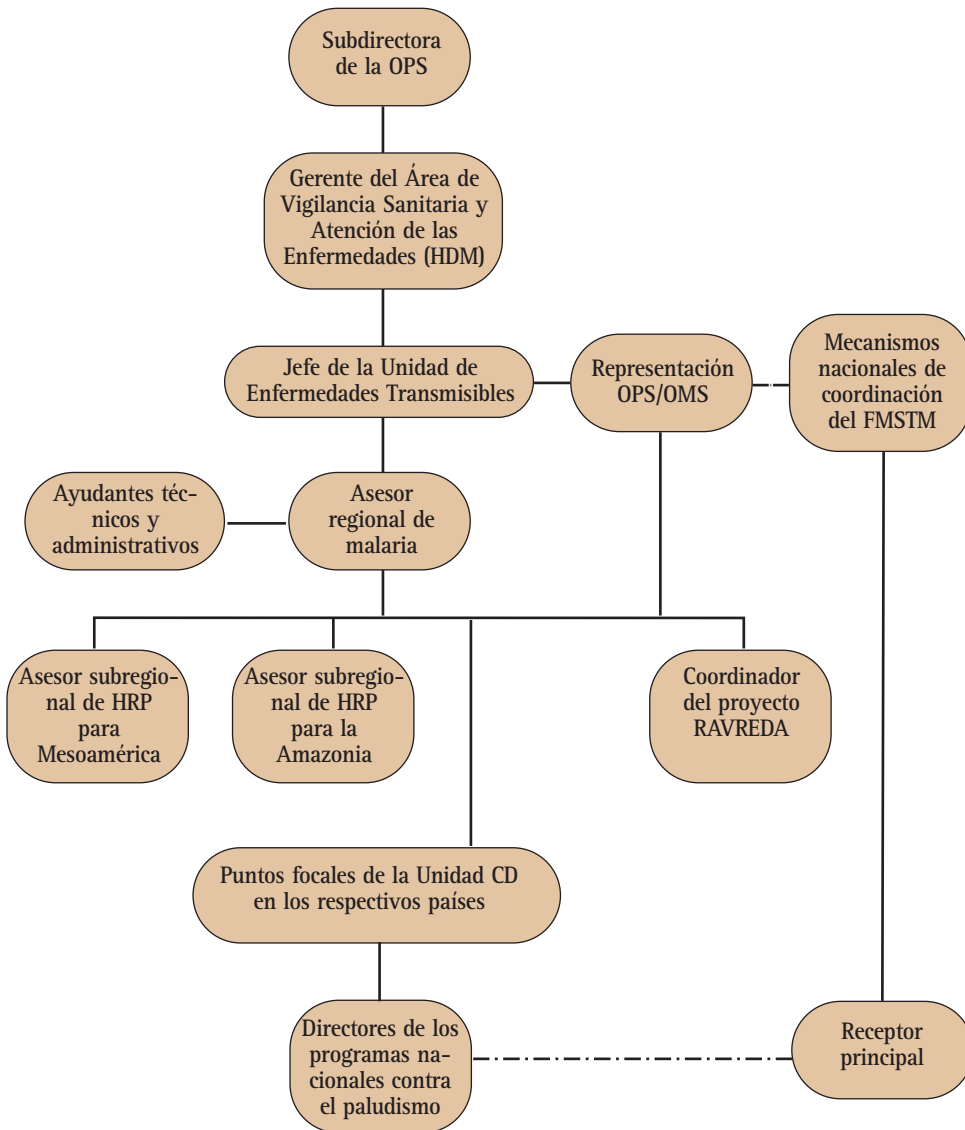 Subdirectora
de la OPS
Gerente del Área de
Vigilancia Sanitaria y
Atención de las
Enfermedades (HDM)
Jefe de la Unidad de
Enfermedades Transmisibles
Representación
OPS/OMS
Mecanismos
nacionales de
coordinación
del FMSTM
Ayudantes téc-
nicos y
administrativos
Asesor
regional de
malaria
Asesor subregio-
nal de HRP
para
Mesoamérica
Asesor subregio-
nal de HRP
para la
Amazonia
Coordinador
del proyecto
RAVREDA
Puntos focales de la Unidad CD
en los respectivos países
Directores de los
programas na-
cionales contra
el paludismo
Receptor
principal